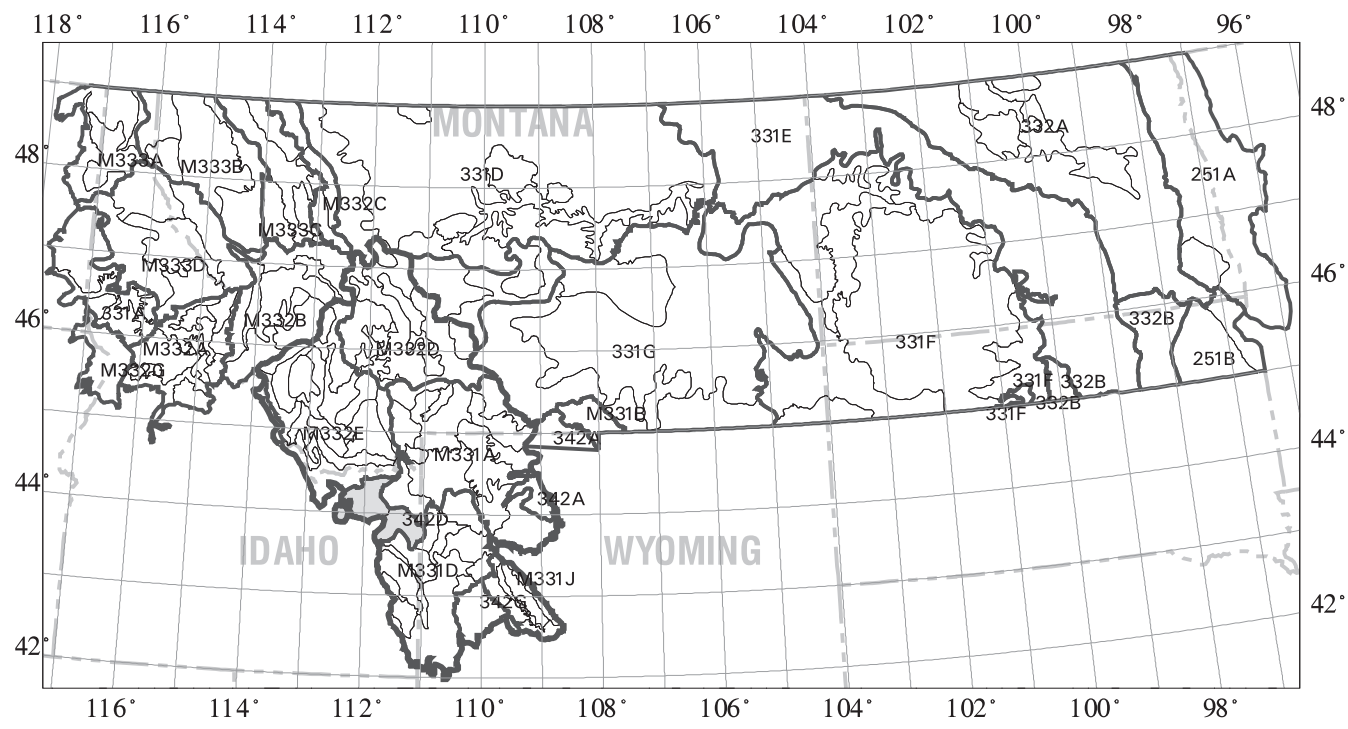 118° 116° 114° 112° 110° 108° 106° 104° 102° 100° 98° 96°
48° 48°
MONTANA
332A
331E
M333A M333B
331D 251A
M332C
M333C
M333D
46° 46°
331A M332B 332B
M332A M332D 331G 331F 251B
M332G 331F 332B
332B
M331B 331F
M332E 342A 44°
M331A
44°
342A
342D
IDAHO WYOMING
M331D M331J
342G 42°
42°
116° 114° 112° 110° 108° 106° 104° 102° 100° 98°